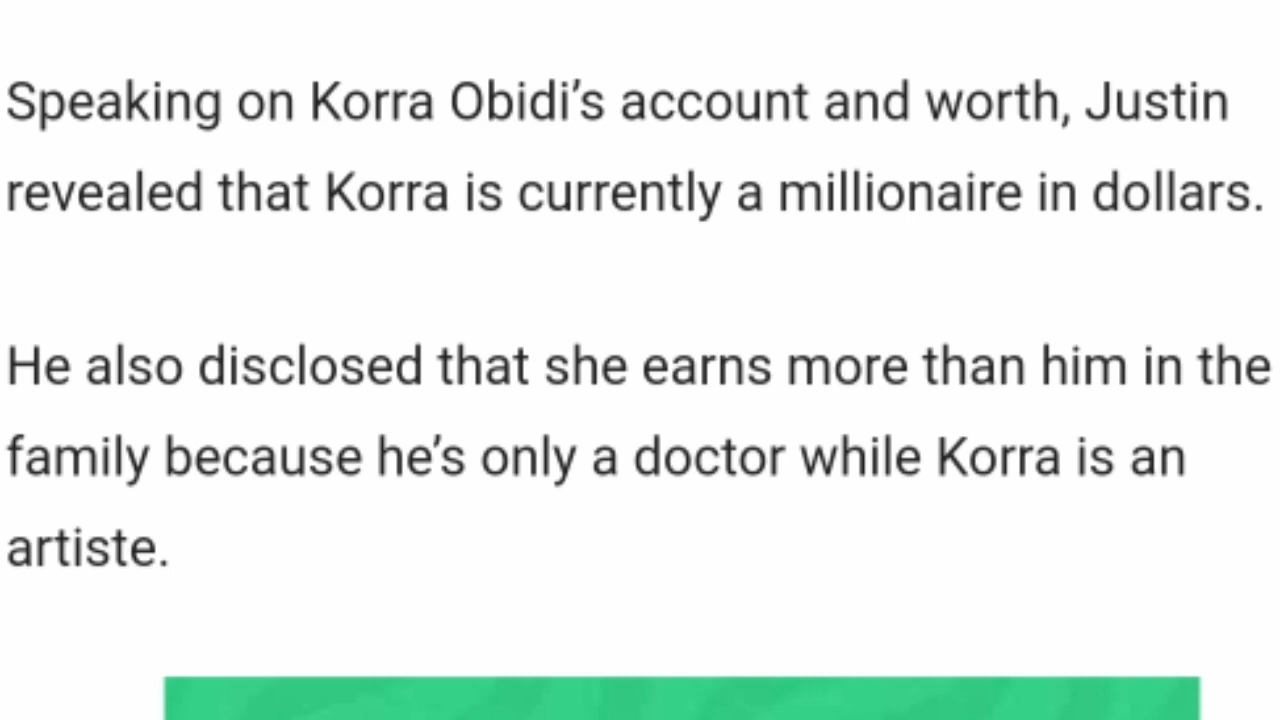 Speaking on Korra Obidi’s account and worth, Justin
revealed that Korra is currently a millionaire in dollars.
He also disclosed that she earns more than him in the
family because he’s only a doctor while Korra is an
artiste.